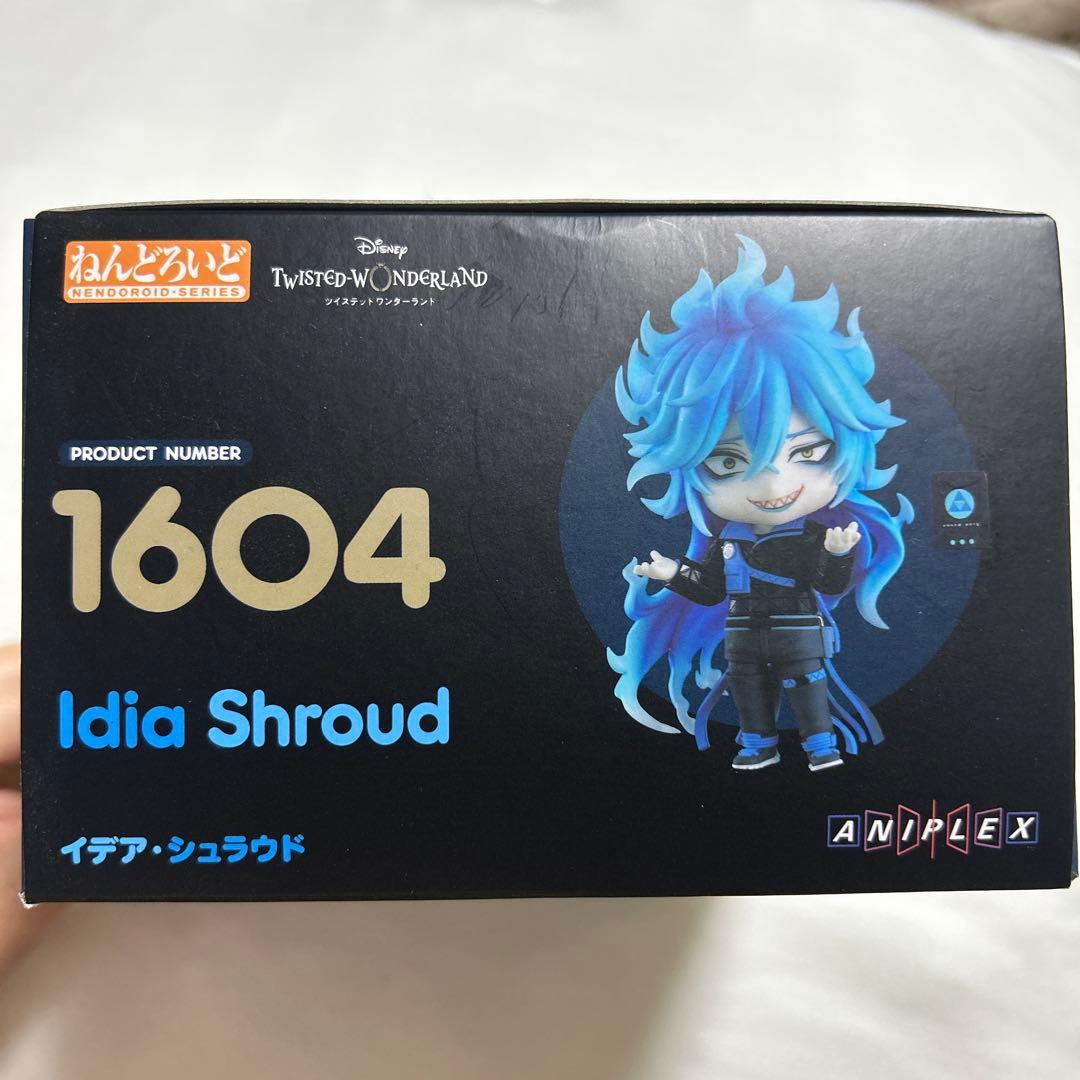 ねんどろいど
NENDOROID·SERIES
Disney
TWISTED-WONDERLAND
ツイステッドワンダーランド
PRODUCT NUMBER
1604
Idia Shroud
イデア・シュラウド
ANIPLEX